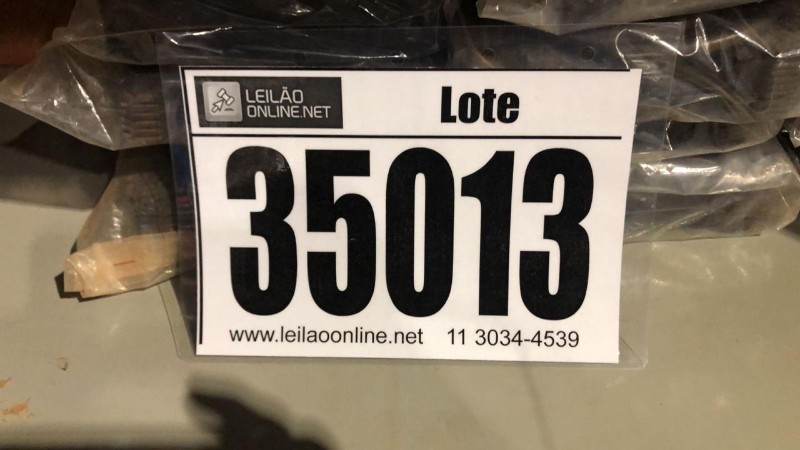 LEILÃO
ONLINE.NET
Lote
35013
www.leilaoonline.net 11 3034-4539